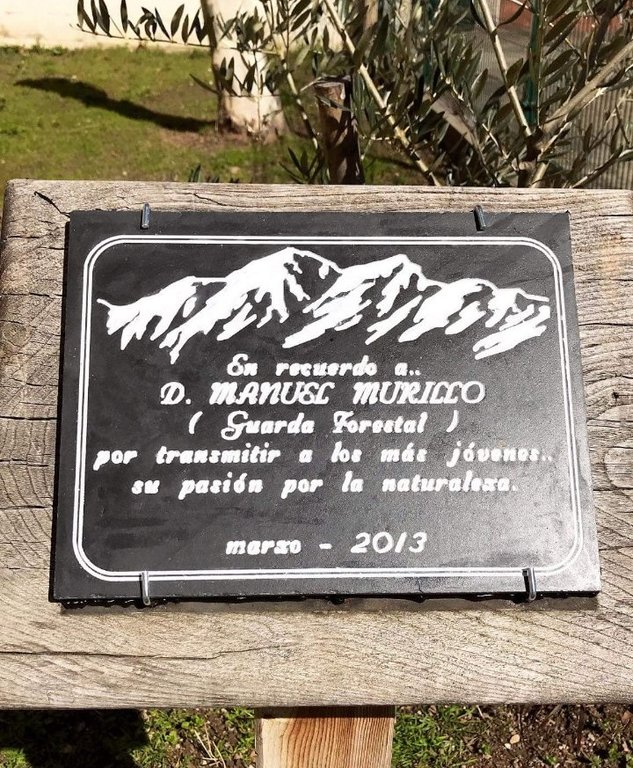 En recuerdo a..
D. MANUEL MURILLO
( Guarda Forestal )
por transmitir a los más jóvenes..
su pasión por la naturaleza.
marzo - 2013